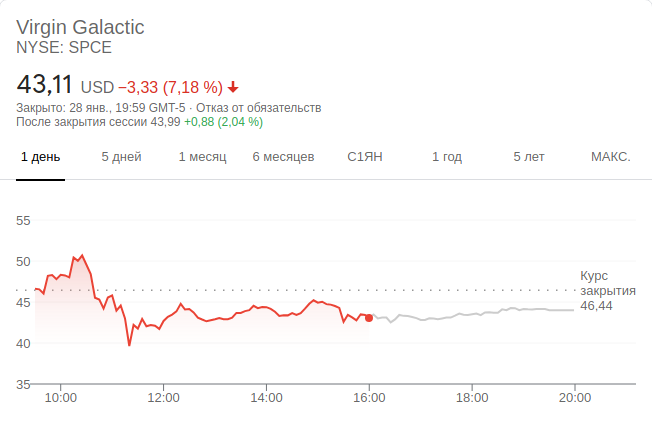 Virgin Galactic
NYSE: SPCE
43,11 USD −3,33 (7,18 %)
Закрыто: 28 янв., 19:59 GMT-5 · Отказ от обязательств
После закрытия сессии 43,99 +0,88 (2,04 %)
1 день 5 дней 1 месяц 6 месяцев С1ЯН 1 год 5 лет МАКС.
55
50
Курс
закрытия
46,44
45
40
35
10:00 12:00 14:00 16:00 18:00 20:00